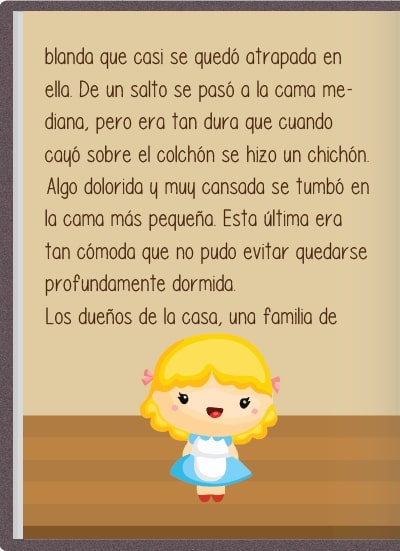 blanda que casi se quedó atrapada en
ella. De un salto se pasó a la cama me-
diana, pero era tan dura que cuando
cayó sobre el colchón se hizo un chichón.
Algo dolorida y muy cansada se tumbó en
la cama más pequeña. Esta última era
tan cómoda que no pudo evitar quedarse
profundamente dormida.
Los dueños de la casa, una familia de